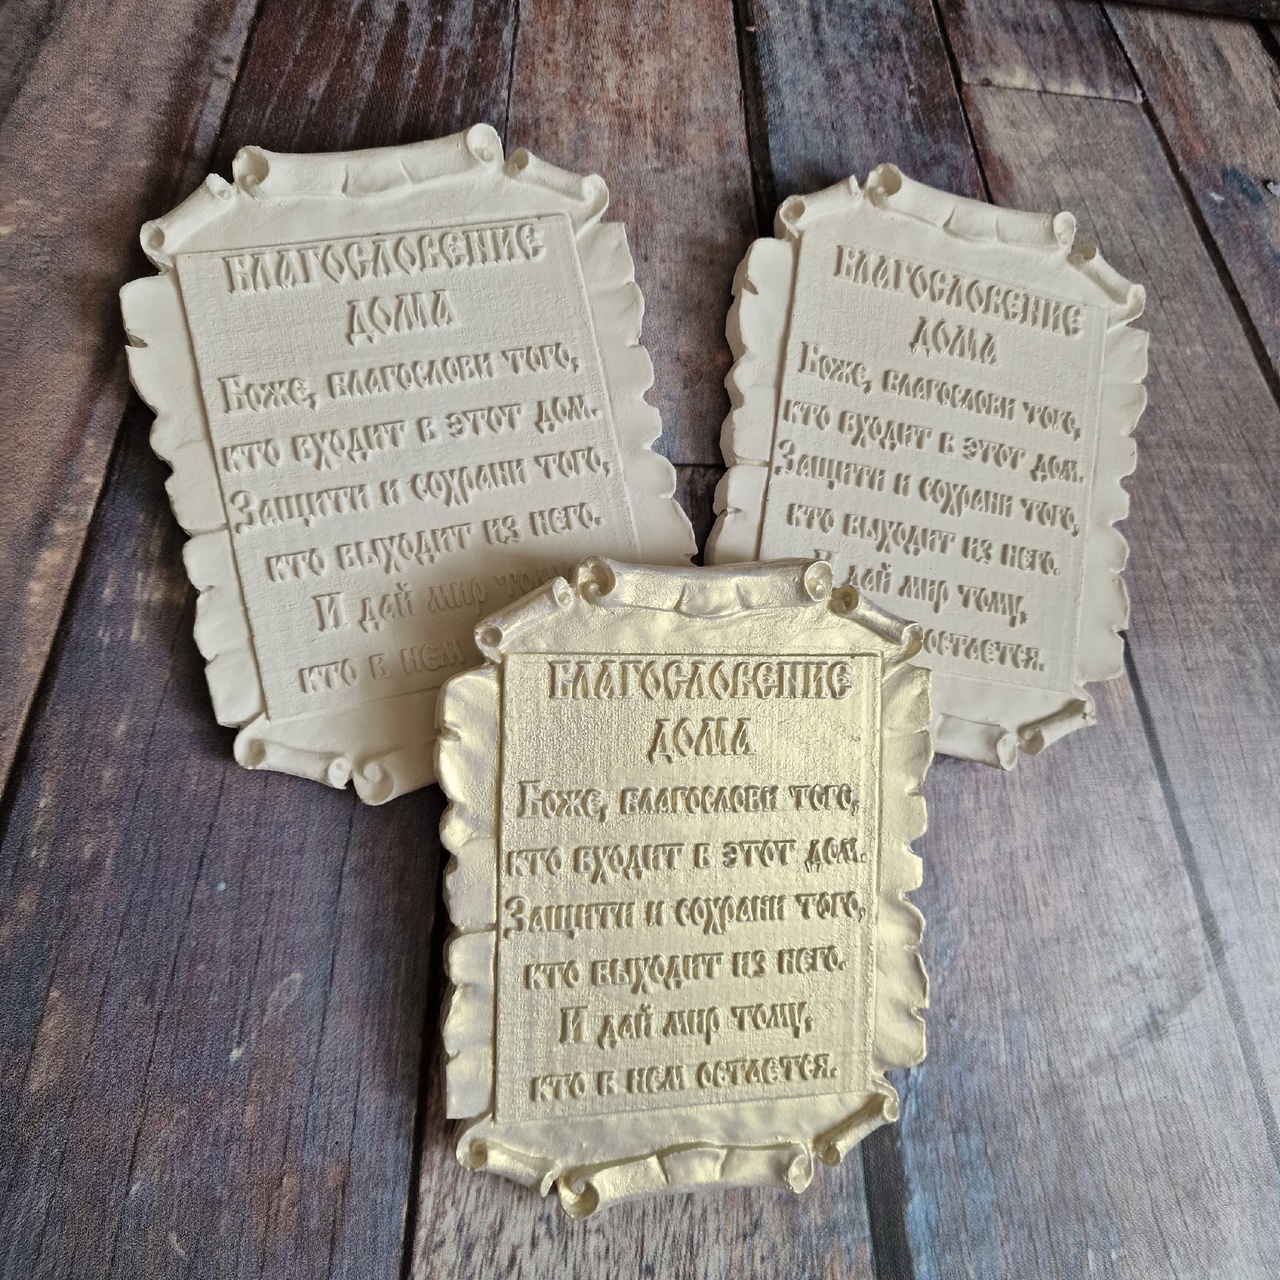 БЛАГОСЛОВЕНИЕ
ДОМА
Боже, благослови того,
кто входит в этот дом.
Защити и сохрани того,
кто выходит из него.
И дай мир тому
кто в нем
БЛАГОСЛОВЕНИЕ
ДОМА
Боже, благослови того,
кто входит в этот дом.
Защити и сохрани того,
кто выходит из него.
И дай мир тому,
остается.
БЛАГОСЛОВЕНИЕ
ДОМА
Боже, благослови того,
кто входит в этот дом.
Защити и сохрани того,
кто выходит из него.
И дай мир тому,
кто в нем остается.